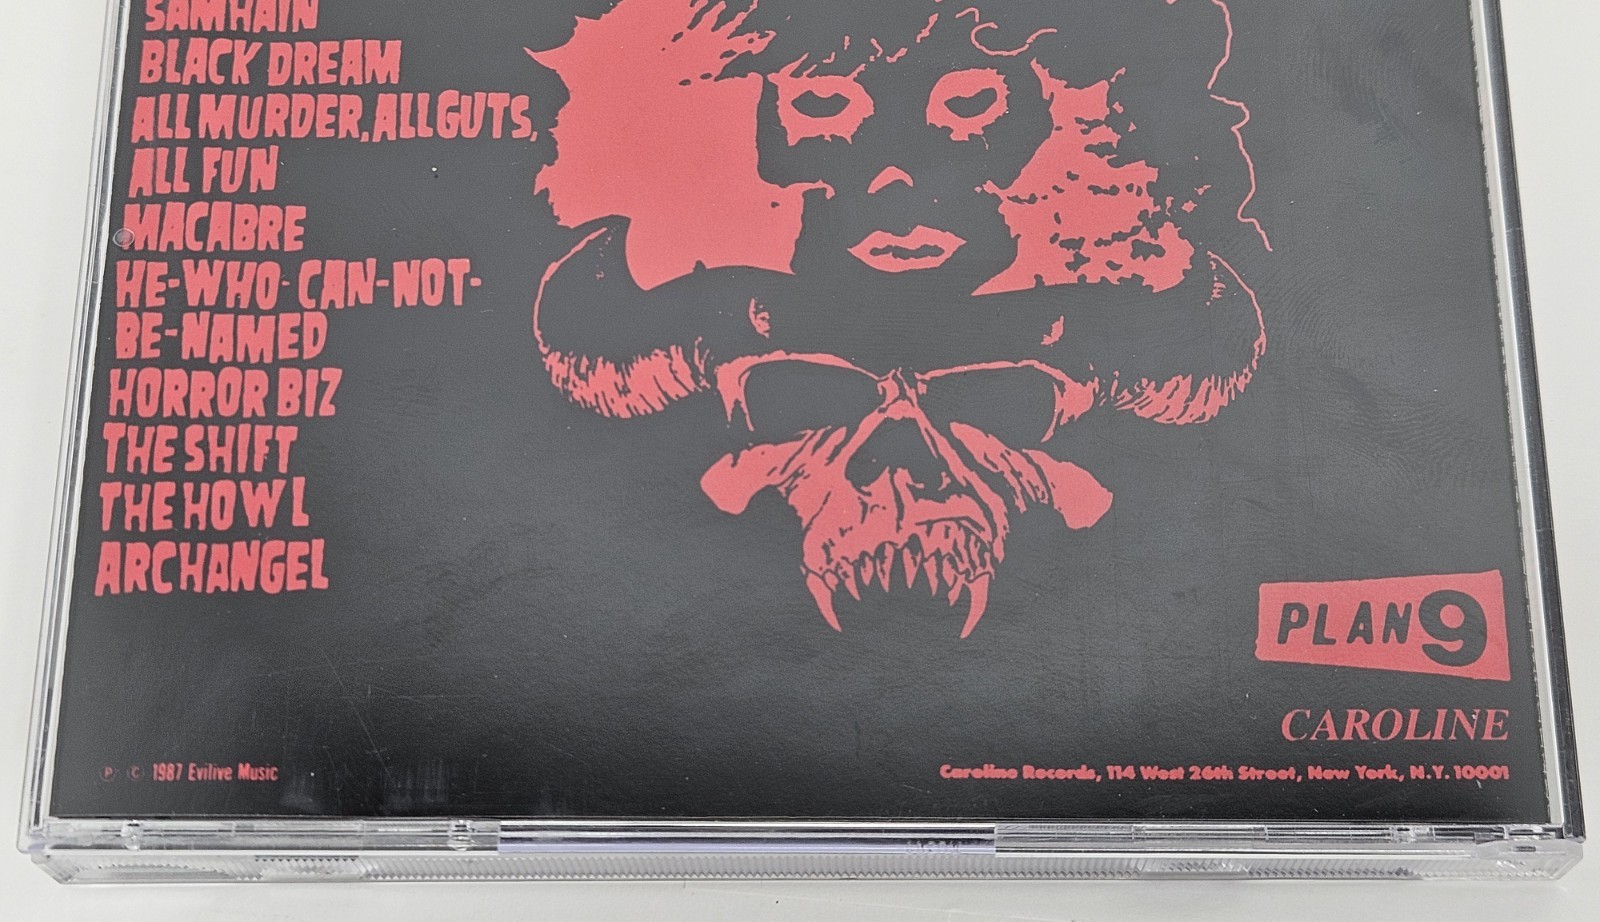 SAMHAIN
BLACK DREAM
ALL MURDER, ALL GUTS,
ALL FUN
MACABRE
HE-WHO-CAN-NOT-
BE-NAMED
HORROR BIZ
THE SHIFT
THE HOWL
ARCHANGEL
PLAN 9
CAROLINE
Ⓟ © 1987 Evilive Music
Caroline Records, 114 West 26th Street, New York, N.Y. 10001